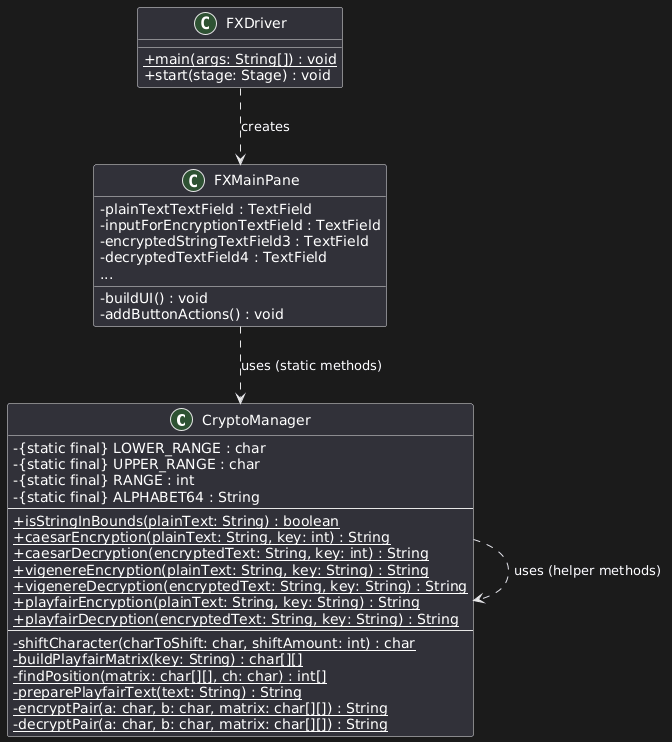 C FXDriver
+main(args: String[]) : void
+start(stage: Stage) : void
creates
C FXMainPane
-plainTextTextField : TextField
-inputForEncryptionTextField : TextField
-encryptedStringTextField3 : TextField
-decryptedTextField4 : TextField
...
-buildUI() : void
-addButtonActions() : void
uses (static methods)
C CryptoManager
-{static final} LOWER_RANGE : char
-{static final} UPPER_RANGE : char
-{static final} RANGE : int
-{static final} ALPHABET64 : String
+isStringInBounds(plainText: String) : boolean
+caesarEncryption(plainText: String, key: int) : String
+caesarDecryption(encryptedText: String, key: int) : String
+vigenereEncryption(plainText: String, key: String) : String
+vigenereDecryption(encryptedText: String, key: String) : String
+playfairEncryption(plainText: String, key: String) : String
+playfairDecryption(encryptedText: String, key: String) : String
uses (helper methods)
-shiftCharacter(charToShift: char, shiftAmount: int) : char
-buildPlayfairMatrix(key: String) : char[][]
-findPosition(matrix: char[][], ch: char) : int[]
-preparePlayfairText(text: String) : String
-encryptPair(a: char, b: char, matrix: char[][]) : String
-decryptPair(a: char, b: char, matrix: char[][]) : String